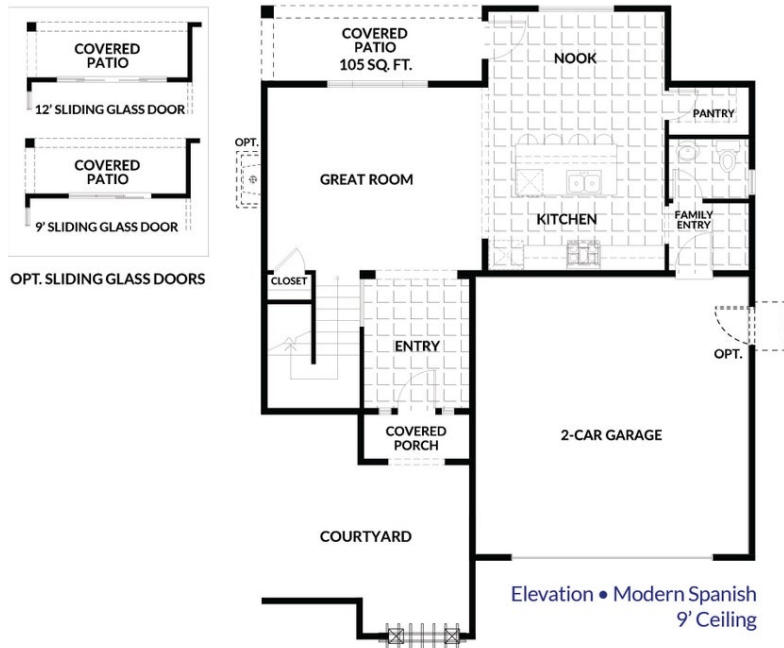 COVERED
PATIO
12' SLIDING GLASS DOOR
COVERED
PATIO
9' SLIDING GLASS DOOR
OPT. SLIDING GLASS DOORS
COVERED
PATIO
105 SQ. FT.
NOOK
PANTRY
OPT.
GREAT ROOM
KITCHEN
FAMILY
ENTRY
CLOSET
ENTRY
OPT.
COVERED
PORCH
2-CAR GARAGE
COURTYARD
Elevation • Modern Spanish
9' Ceiling